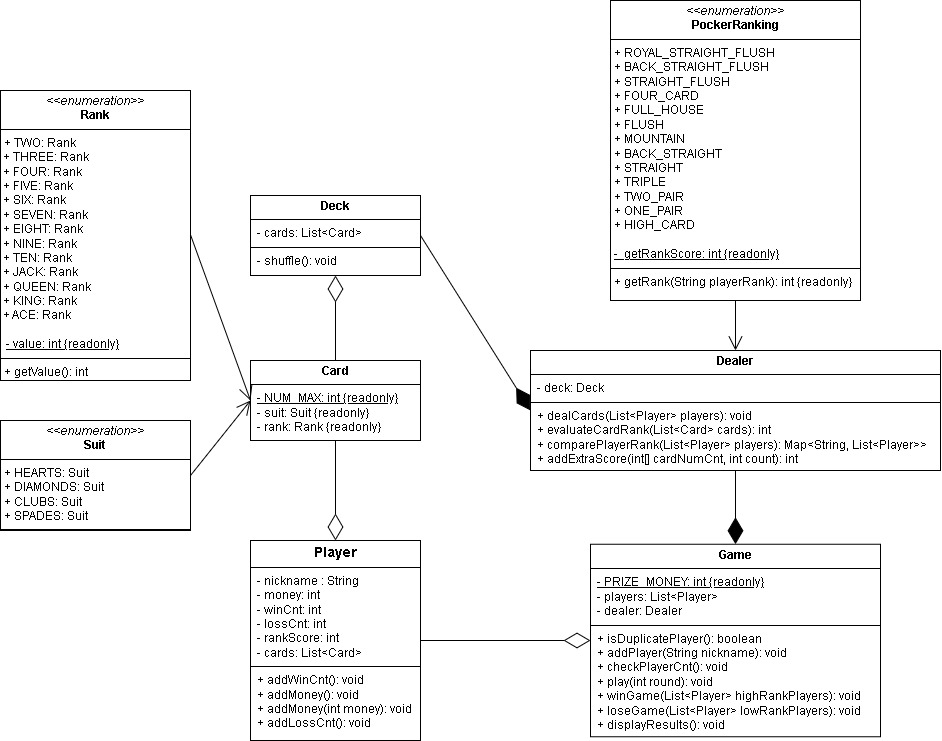 <<enumeration>>
PockerRanking
+ ROYAL_STRAIGHT_FLUSH
+ BACK_STRAIGHT_FLUSH
+ STRAIGHT_FLUSH
+ FOUR_CARD
+ FULL_HOUSE
+ FLUSH
+ MOUNTAIN
+ BACK_STRAIGHT
+ STRAIGHT
+ TRIPLE
+ TWO_PAIR
+ ONE_PAIR
+ HIGH_CARD
- getRankScore: int {readonly}
+ getRank(String playerRank): int {readonly}
<<enumeration>>
Rank
+ TWO: Rank
+ THREE: Rank
+ FOUR: Rank
+ FIVE: Rank
+ SIX: Rank
+ SEVEN: Rank
+ EIGHT: Rank
+ NINE: Rank
+ TEN: Rank
+ JACK: Rank
+ QUEEN: Rank
+ KING: Rank
+ ACE: Rank
- value: int {readonly}
+ getValue(): int
Deck
- cards: List<Card>
- shuffle(): void
Card
- NUM_MAX: int {readonly}
- suit: Suit {readonly}
- rank: Rank {readonly}
Dealer
- deck: Deck
+ dealCards(List<Player> players): void
+ evaluateCardRank(List<Card> cards): int
+ comparePlayerRank(List<Player> players): Map<String, List<Player>>
+ addExtraScore(int[] cardNumCnt, int count): int
<<enumeration>>
Suit
+ HEARTS: Suit
+ DIAMONDS: Suit
+ CLUBS: Suit
+ SPADES: Suit
Player
- nickname : String
- money: int
- winCnt: int
- lossCnt: int
- rankScore: int
- cards: List<Card>
+ addWinCnt(): void
+ addMoney(): void
+ addMoney(int money): void
+ addLossCnt(): void
Game
- PRIZE_MONEY: int {readonly}
- players: List<Player>
- dealer: Dealer
+ isDuplicatePlayer(): boolean
+ addPlayer(String nickname): void
+ checkPlayerCnt(): void
+ play(int round): void
+ winGame(List<Player> highRankPlayers): void
+ loseGame(List<Player> lowRankPlayers): void
+ displayResults(): void